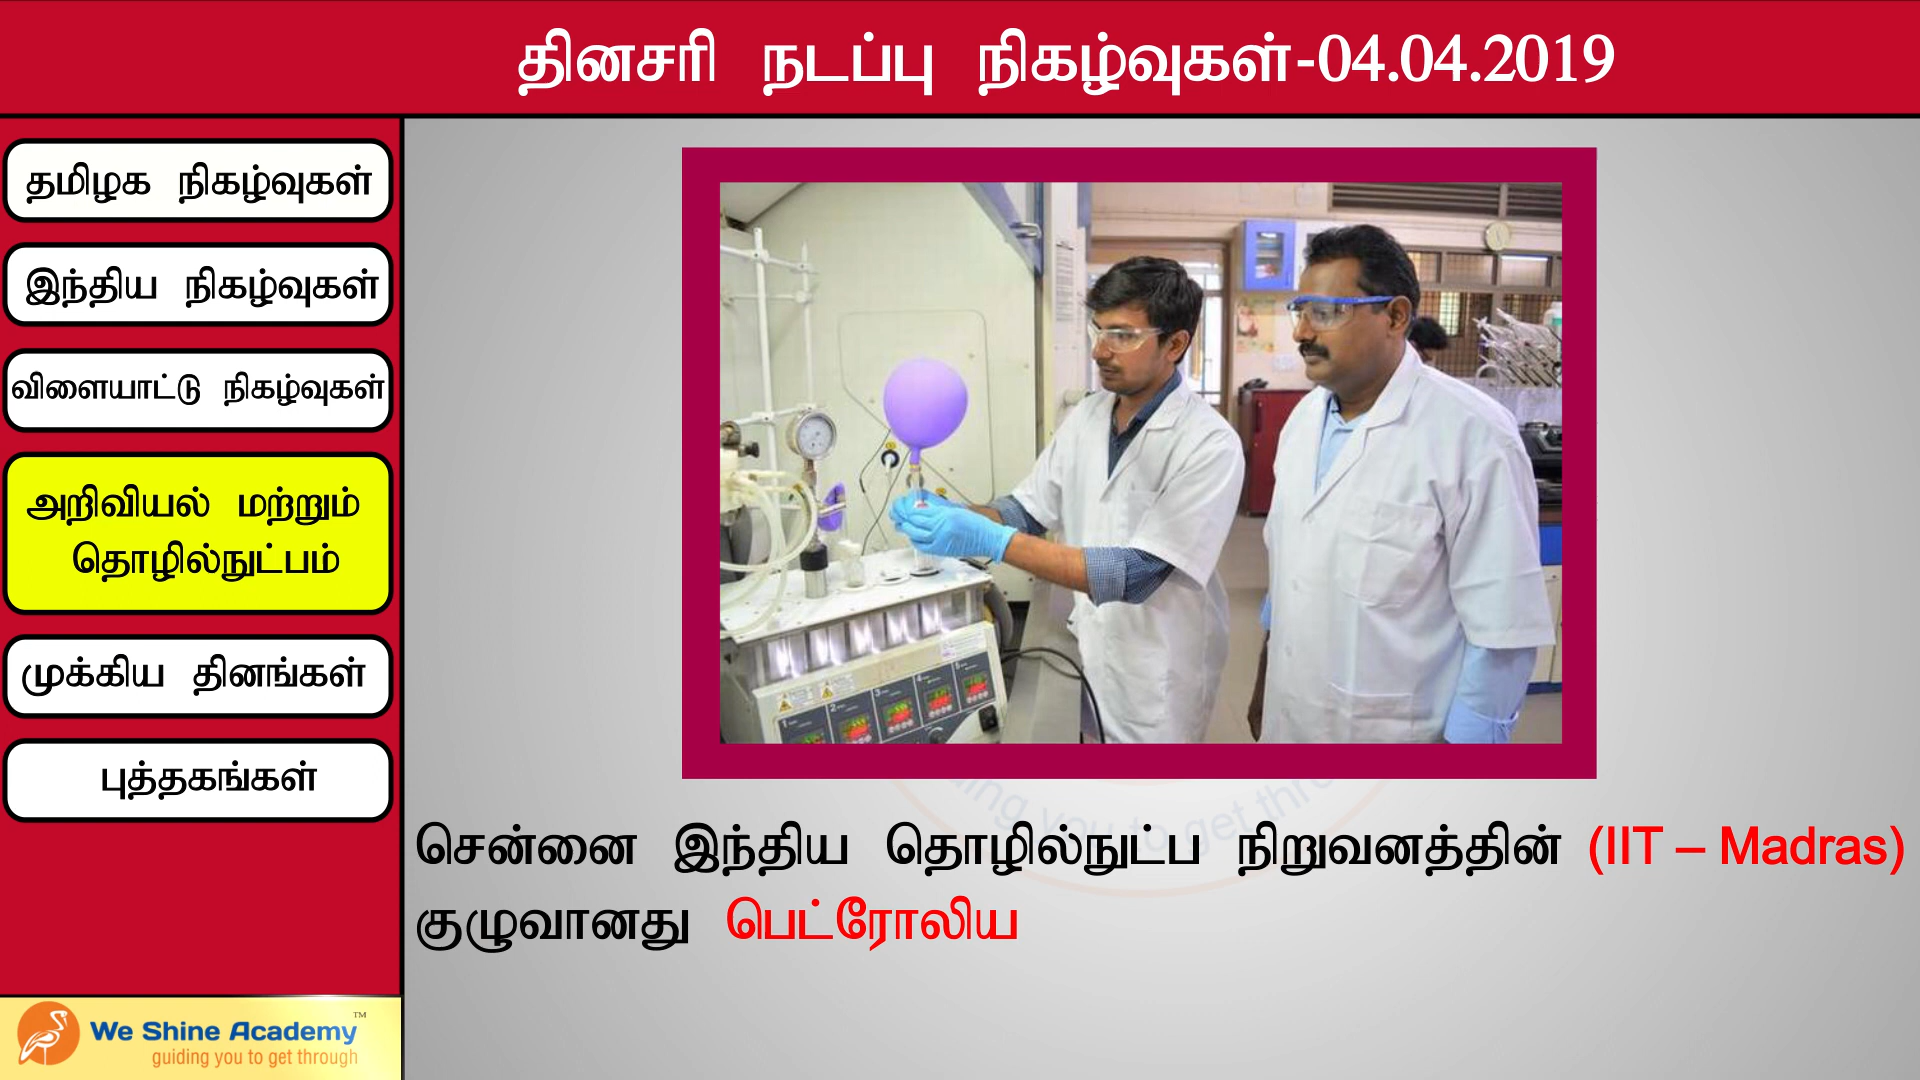 தினசரி நடப்பு நிகழ்வுகள்-04.04.2019
தமிழக நிகழ்வுகள்
இந்திய நிகழ்வுகள்
விளையாட்டு நிகழ்வுகள்
அறிவியல் மற்றும்
தொழில்நுட்பம்
முக்கிய தினங்கள்
புத்தகங்கள்
We Shine Academy TM
guiding you to get through
சென்னை இந்திய தொழில்நுட்ப நிறுவனத்தின் (IIT – Madras)
குழுவானது பெட்ரோலிய